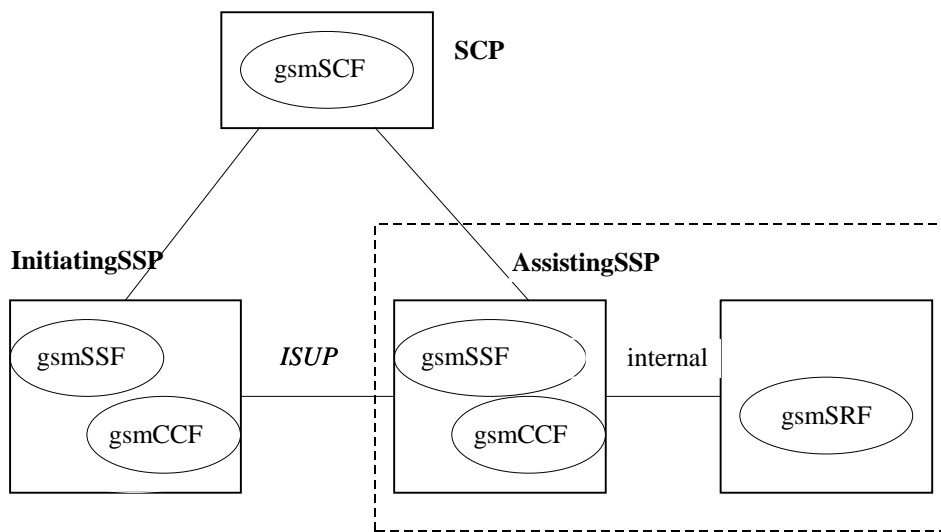 gsmSCF
SCP
InitiatingSSP
AssistingSSP
gsmSSF
ISUP
gsmSSF
internal
gsmCCF
gsmCCF
gsmSRF